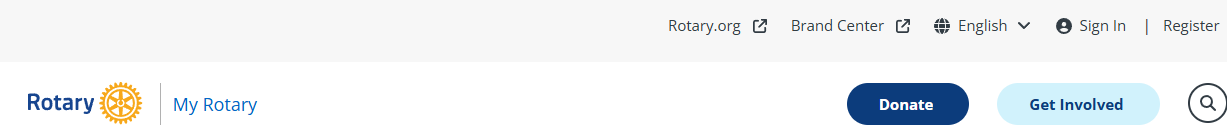 Rotary.org Brand Center English Sign In | Register
Rotary My Rotary Donate Get Involved